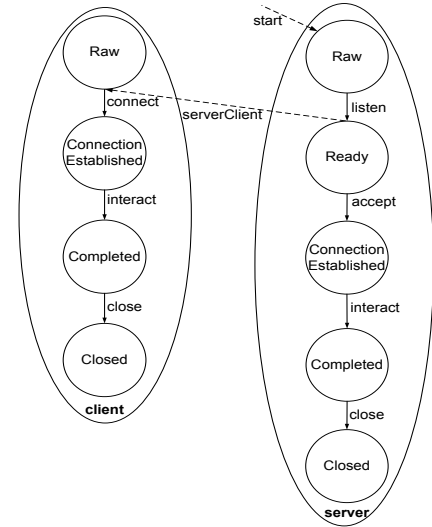 Raw
connect
Connection
Established
interact
Completed
close
Closed
client
serverClient
start
Raw
listen
Ready
accept
Connection
Established
interact
Completed
close
Closed
server